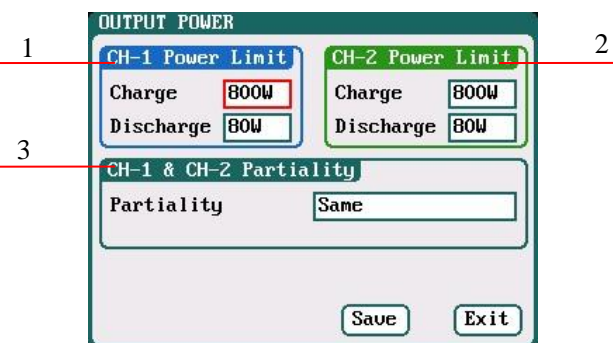 OUTPUT POWER
1
2
CH-1 Power Limit
CH-2 Power Limit
Charge 800W
Charge 800W
Discharge 80W
Discharge 80W
3
CH-1 & CH-2 Partiality
Partiality Same
Save Exit